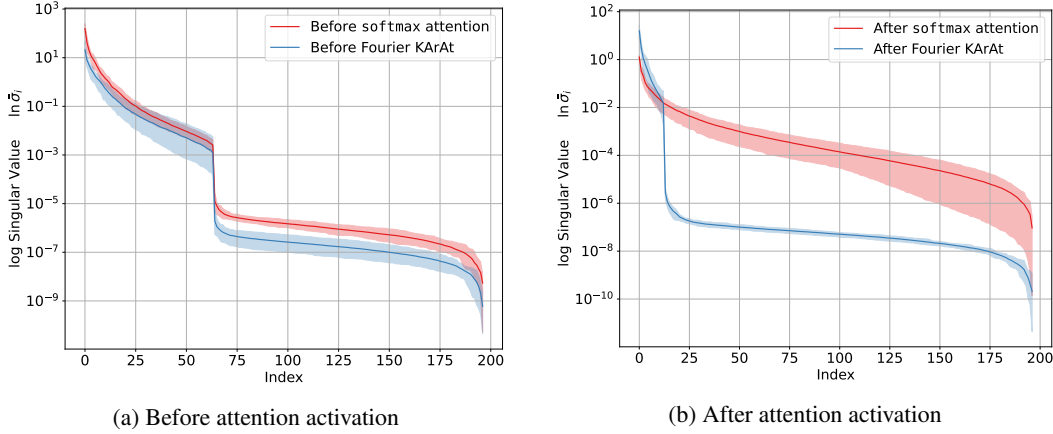 Before softmax attention
Before Fourier KArAt
log Singular Value ln σ̄ᵢ
10³
10¹
10⁻¹
10⁻³
10⁻⁵
10⁻⁷
10⁻⁹
0 25 50 75 100 125 150 175 200
Index
(a) Before attention activation
After softmax attention
After Fourier KArAt
log Singular Value ln σ̄ᵢ
10²
10⁰
10⁻²
10⁻⁴
10⁻⁶
10⁻⁸
10⁻¹⁰
0 25 50 75 100 125 150 175 200
Index
(b) After attention activation